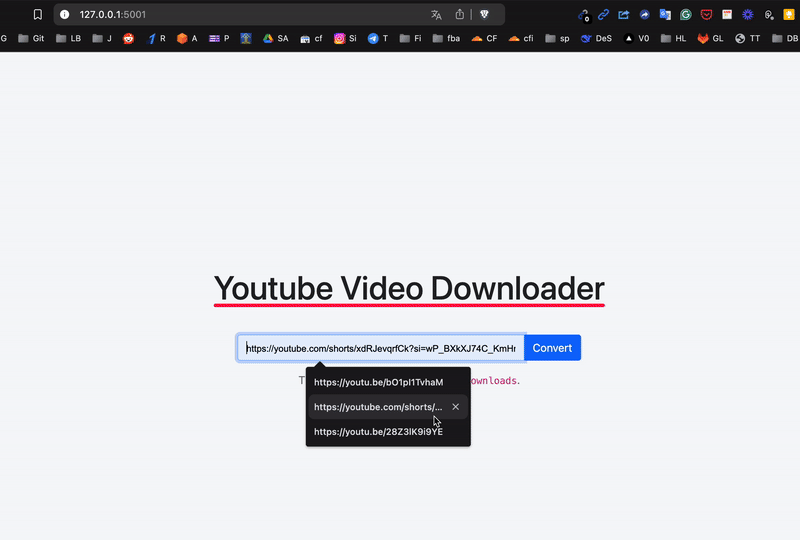 127.0.0.1:5001
0
G Git LB J R A P SA cf Si T Fi fba CF cfi sp DeS V0 HL GL TT DB
Youtube Video Downloader
https://youtube.com/shorts/xdRJevqrfCk?si=wP_BXkXJ74C_KmHr Convert
T ownloads.
https://youtu.be/bO1pI1TvhaM
https://youtube.com/shorts/...
https://youtu.be/28Z3IK9i9YE